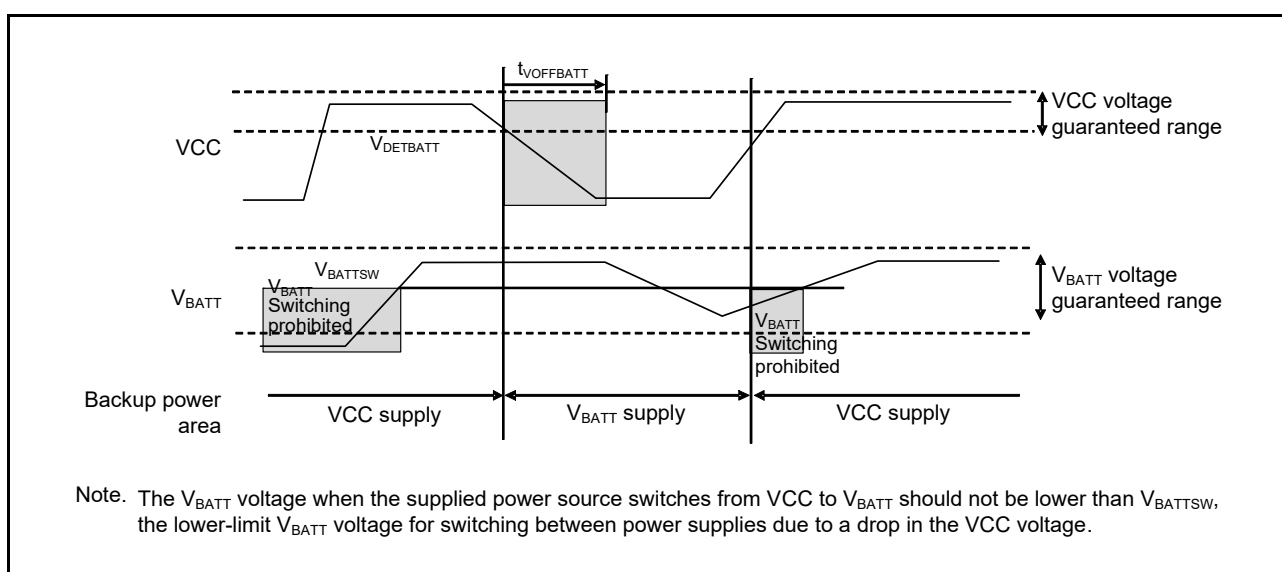 tVOFFBATT
VCC voltage
guaranteed range
VCC
VDETBATT
VBATTSW
VBATT
VBATT
Switching
prohibited
VBATT voltage
guaranteed range
VBATT
Switching
prohibited
Backup power
area
VCC supply
VBATT supply
VCC supply
Note. The VBATT voltage when the supplied power source switches from VCC to VBATT should not be lower than VBATTSW,
the lower-limit VBATT voltage for switching between power supplies due to a drop in the VCC voltage.